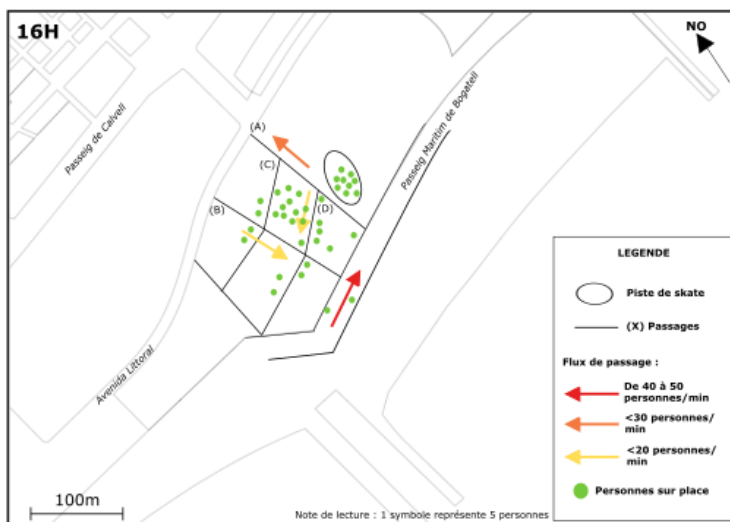 16H
NO
Passeig de Calvell
Passeig Maritim de Bogatell
(A)
(C)
(B)
(D)
Avenida Littoral
LEGENDE
Piste de skate
(X) Passages
Flux de passage :
De 40 à 50
personnes/min
<30 personnes/
min
<20 personnes/
min
Personnes sur place
100m
Note de lecture : 1 symbole représente 5 personnes